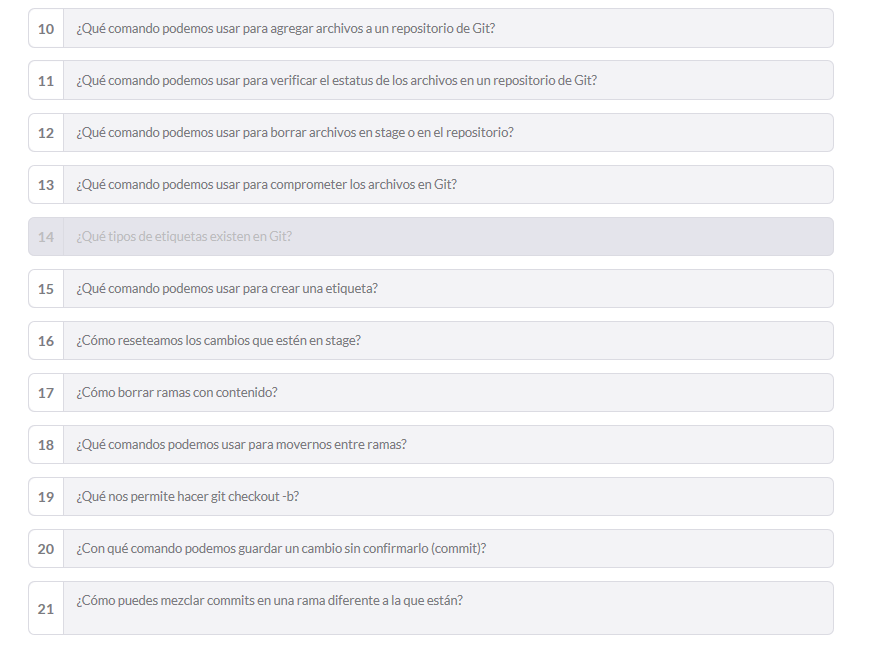 10 ¿Qué comando podemos usar para agregar archivos a un repositorio de Git?
11 ¿Qué comando podemos usar para verificar el estatus de los archivos en un repositorio de Git?
12 ¿Qué comando podemos usar para borrar archivos en stage o en el repositorio?
13 ¿Qué comando podemos usar para comprometer los archivos en Git?
14 ¿Qué tipos de etiquetas existen en Git?
15 ¿Qué comando podemos usar para crear una etiqueta?
16 ¿Cómo reseteamos los cambios que estén en stage?
17 ¿Cómo borrar ramas con contenido?
18 ¿Qué comandos podemos usar para movernos entre ramas?
19 ¿Qué nos permite hacer git checkout -b?
20 ¿Con qué comando podemos guardar un cambio sin confirmarlo (commit)?
21 ¿Cómo puedes mezclar commits en una rama diferente a la que están?